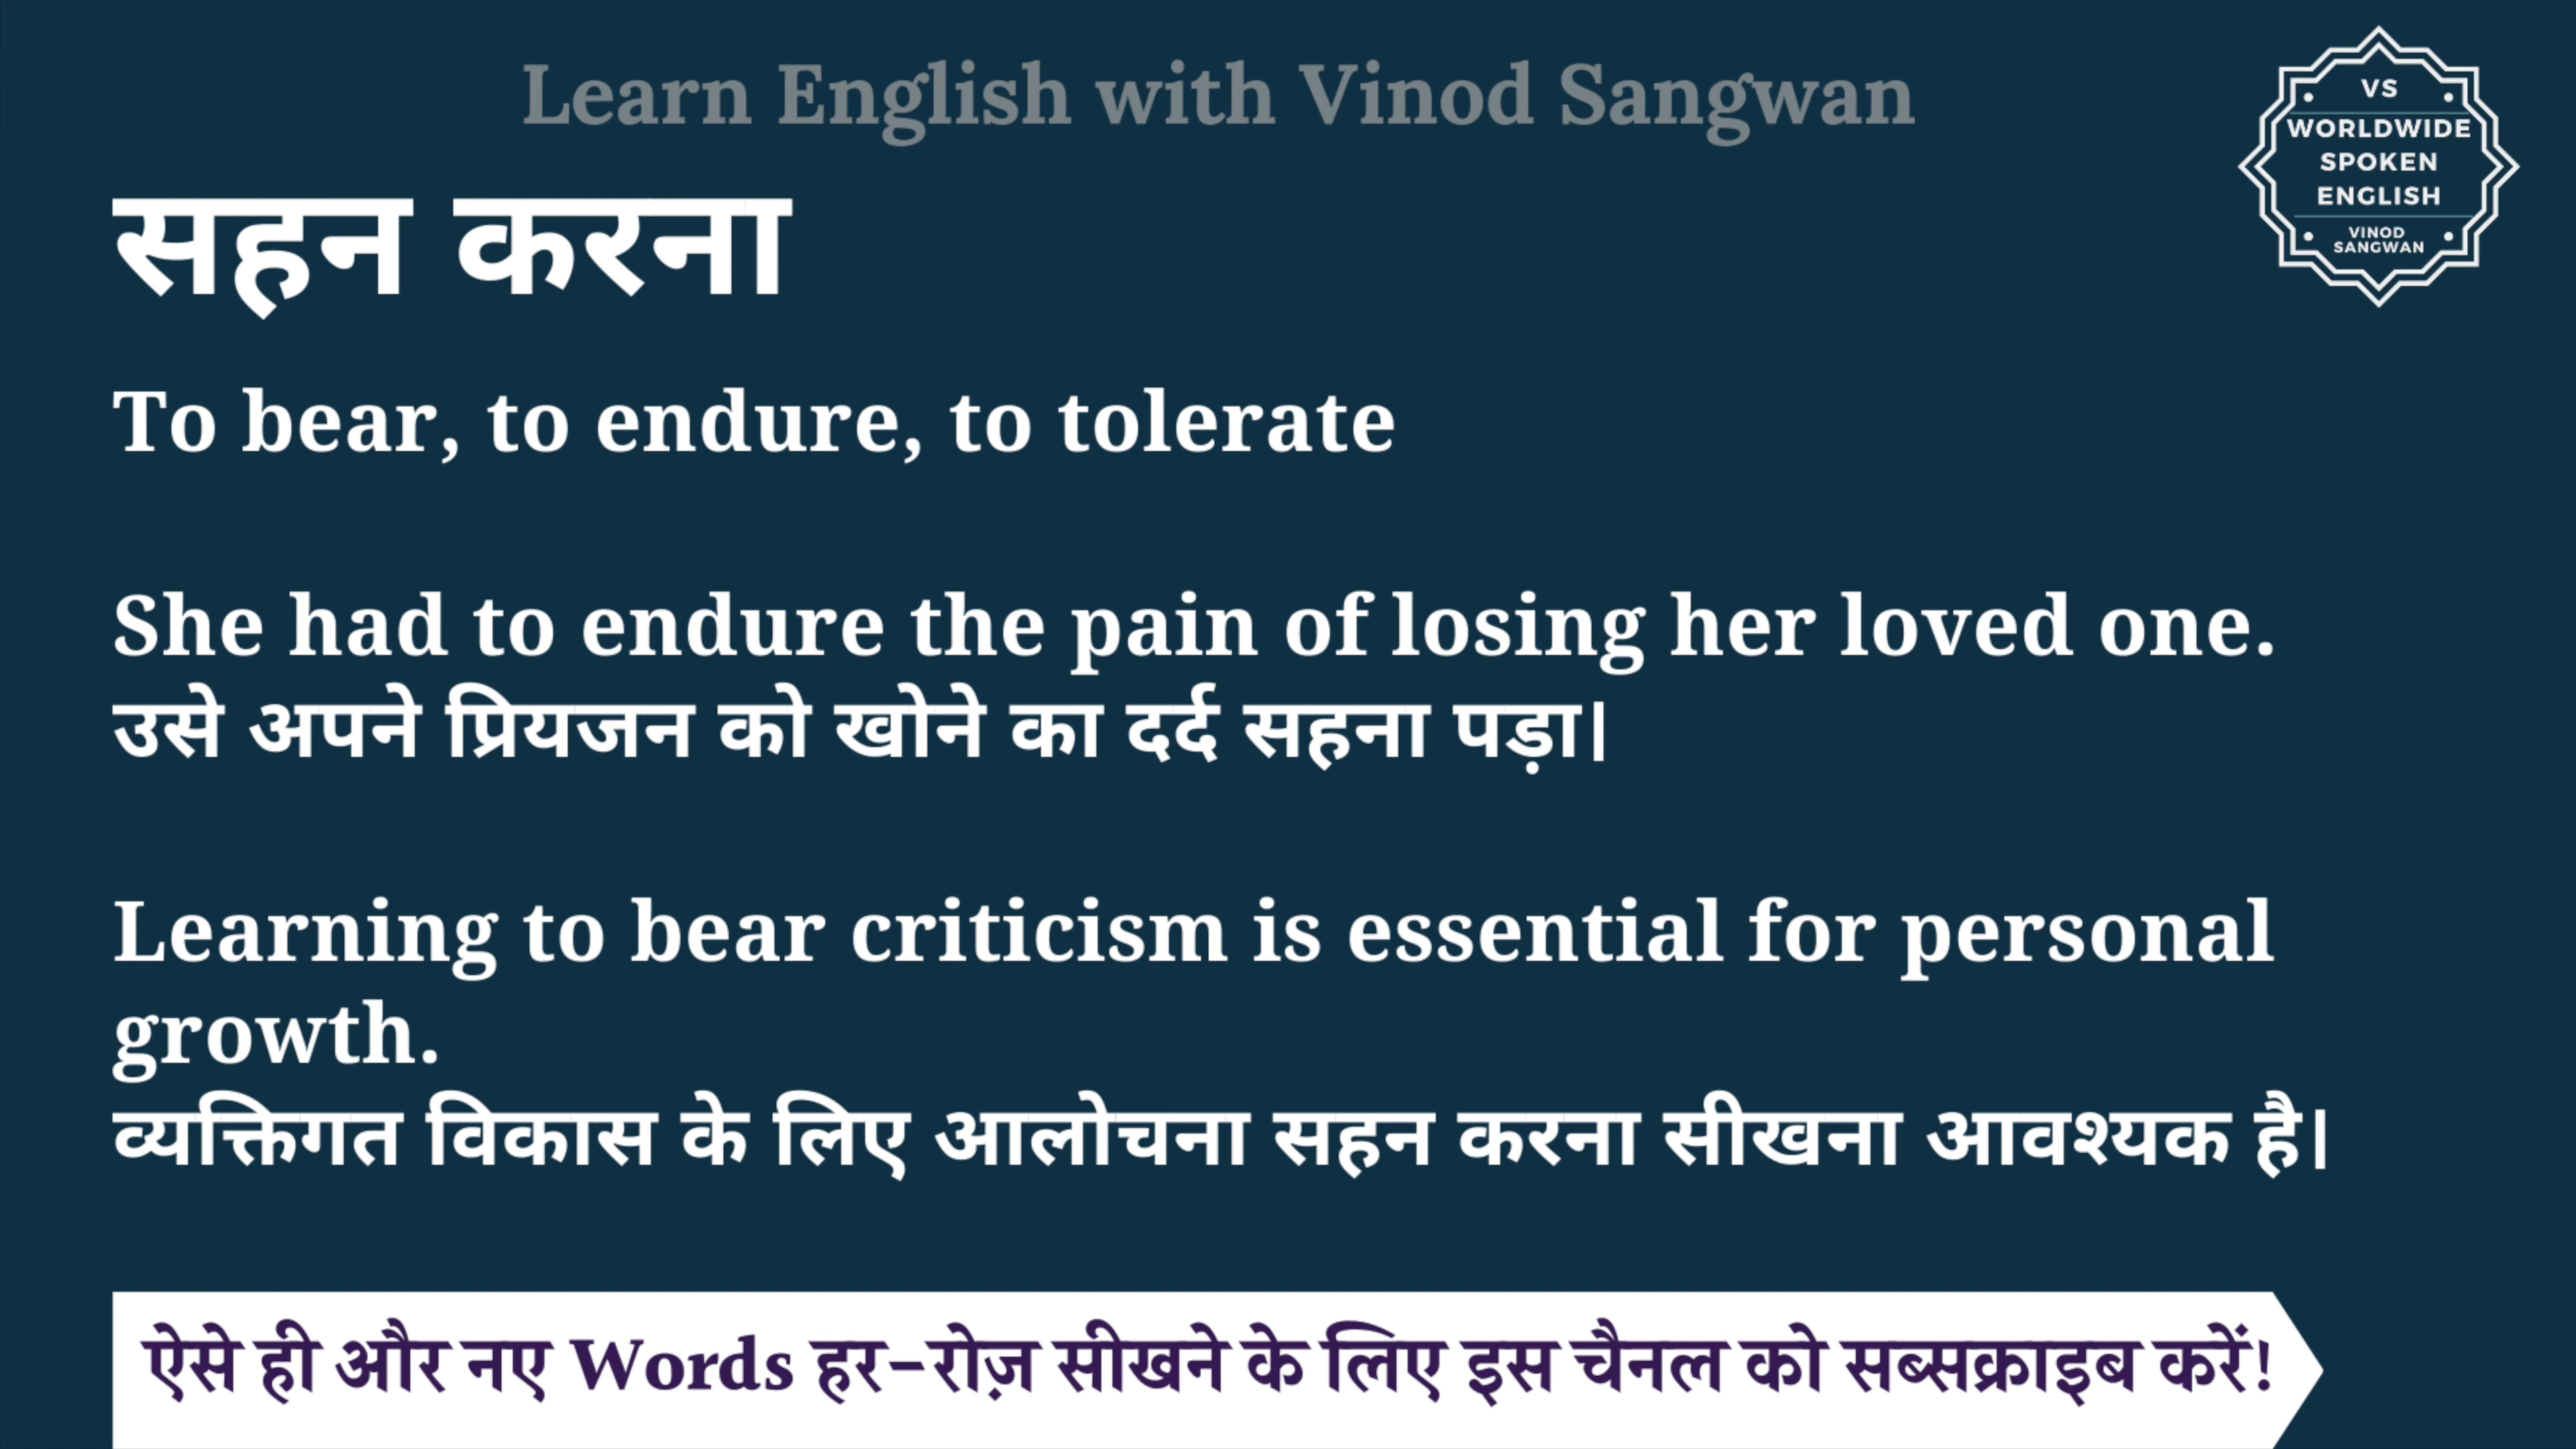 Learn English with Vinod Sangwan
VS
WORLDWIDE
SPOKEN
ENGLISH
VINOD
SANGWAN
सहन करना
To bear, to endure, to tolerate
She had to endure the pain of losing her loved one.
उसे अपने प्रियजन को खोने का दर्द सहना पड़ा।
Learning to bear criticism is essential for personal
growth.
व्यक्तिगत विकास के लिए आलोचना सहन करना सीखना आवश्यक है।
ऐसे ही और नए Words हर-रोज़ सीखने के लिए इस चैनल को सब्सक्राइब करें!